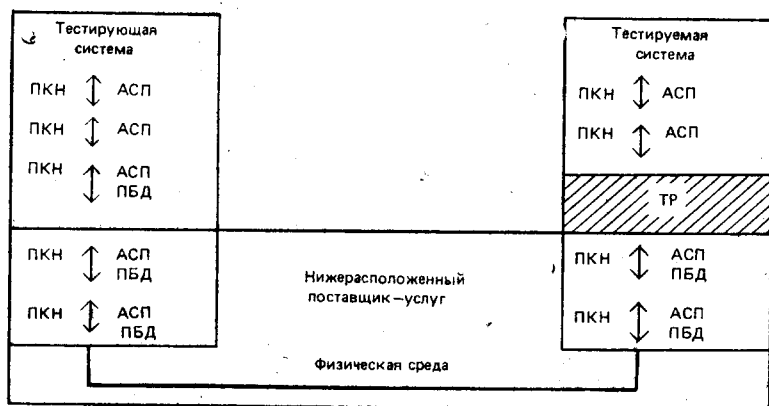 Тестирующая
система
ПКН АСП
ПКН АСП
ПКН АСП
ПБД
ПКН АСП
ПБД
ПКН АСП
ПБД
Нижерасположенный
поставщик—услуг
Физическая среда
Тестируемая
система
ПКН АСП
ПКН АСП
ТР
ПКН АСП
ПБД
ПКН АСП
ПБД